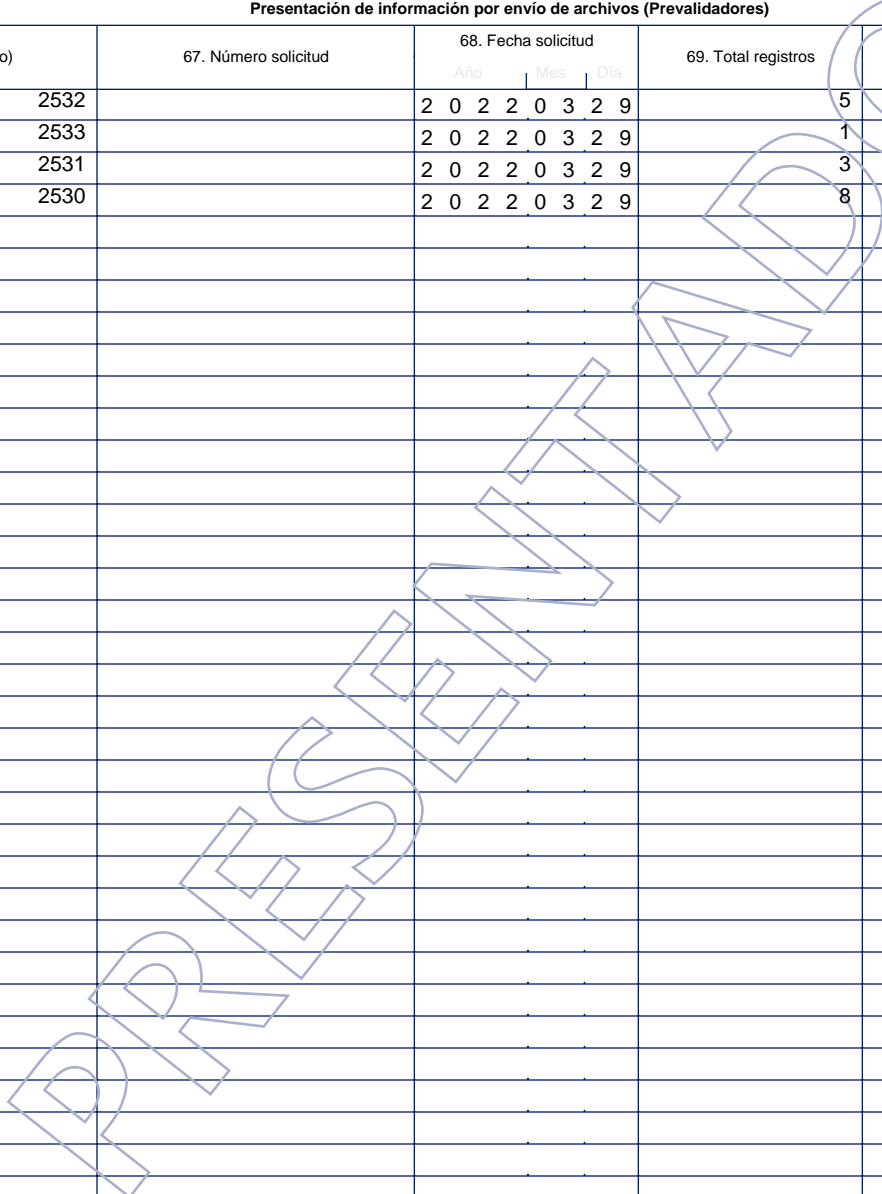 Presentación de información por envío de archivos (Prevalidadores)
o) 67. Número solicitud 68. Fecha solicitud 69. Total registros
Año Mes Día
2532 2 0 2 2 0 3 2 9 5
2533 2 0 2 2 0 3 2 9 1
2531 2 0 2 2 0 3 2 9 3
2530 2 0 2 2 0 3 2 9 8
PRESENTADO